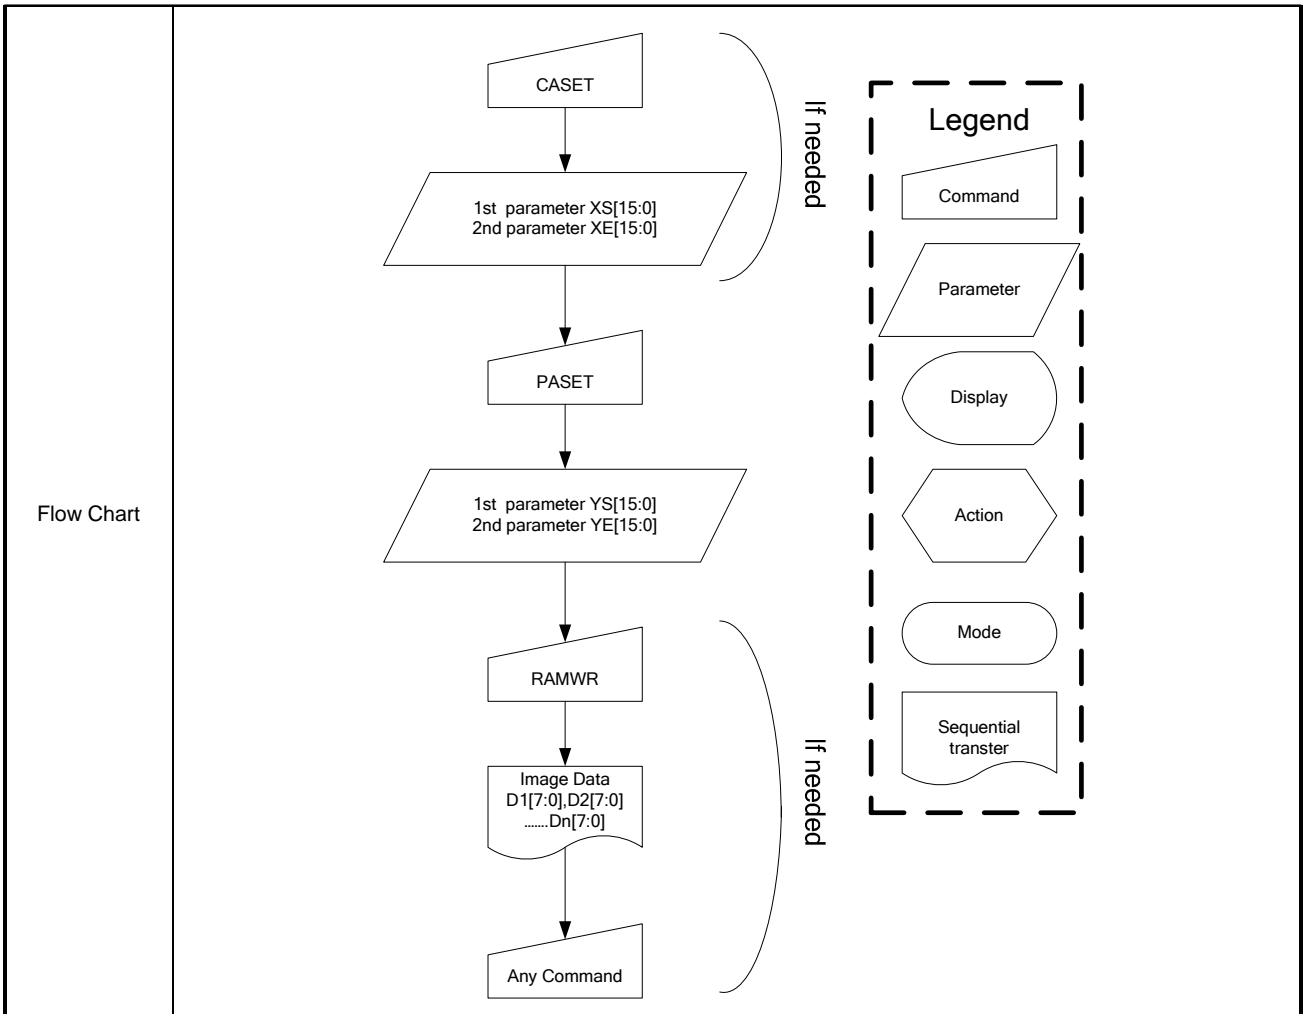 Flow Chart
CASET
1st  parameter XS[15:0]
2nd parameter XE[15:0]
If needed
PASET
1st  parameter YS[15:0]
2nd parameter YE[15:0]
RAMWR
Image Data
D1[7:0],D2[7:0]
.......Dn[7:0]
Any Command
If needed
Legend
Command
Parameter
Display
Action
Mode
Sequential
transter